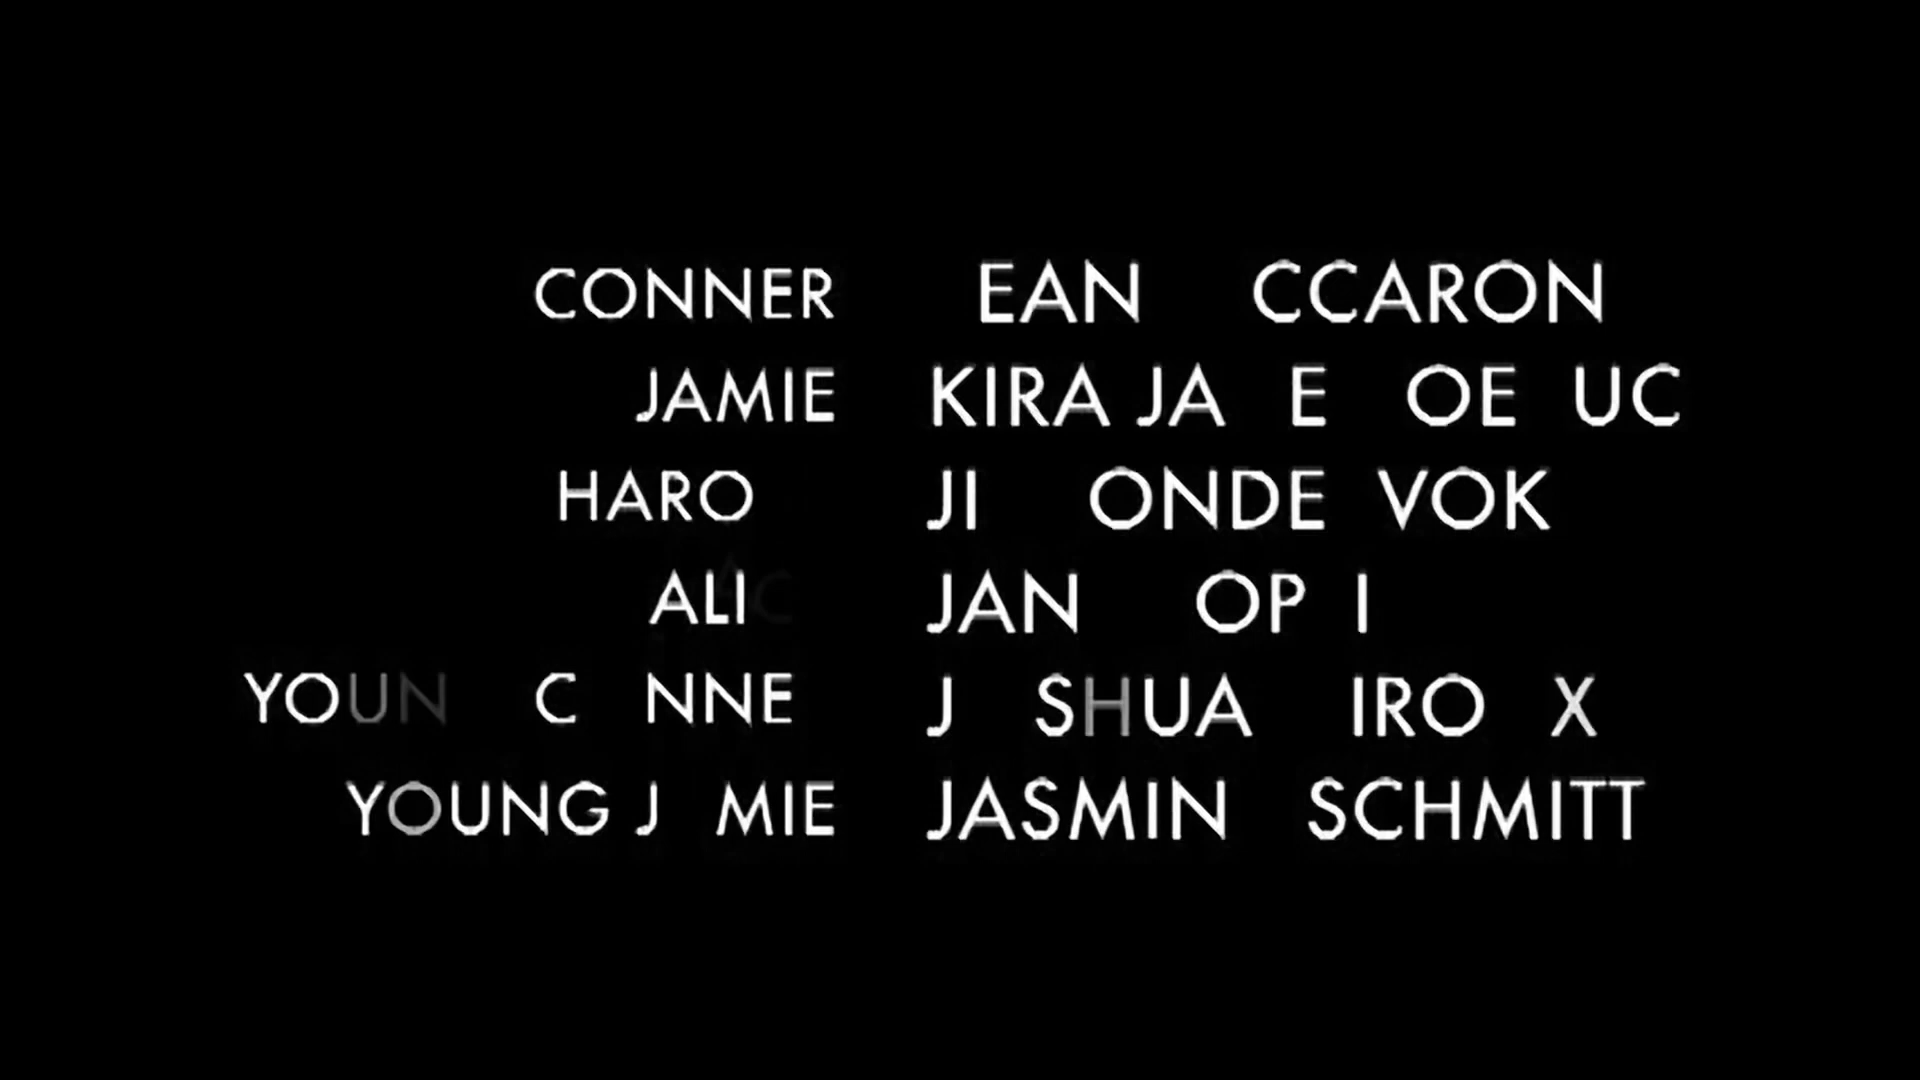 CONNER EAN CCARON
JAMIE KIRA JA E OE UC
HARO JI ONDE VOK
ALI JAN OP I
YOUN C NNE J SHUA IRO X
YOUNG J MIE JASMIN SCHMITT